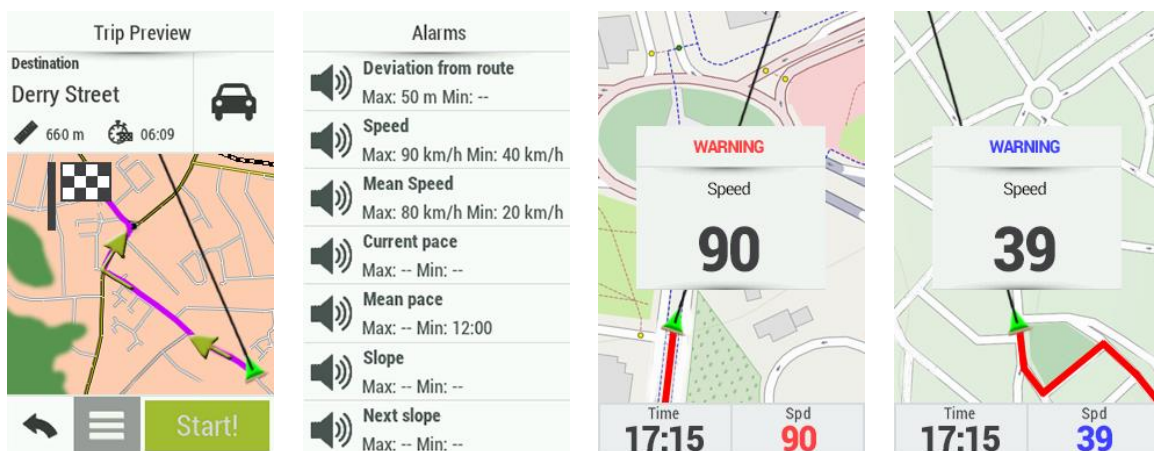 Trip Preview
Destination
Derry Street
660 m 06:09
Start!
Alarms
Deviation from route
Max: 50 m Min: --
Speed
Max: 90 km/h Min: 40 km/h
Mean Speed
Max: 80 km/h Min: 20 km/h
Current pace
Max: -- Min: --
Mean pace
Max: -- Min: 12:00
Slope
Max: -- Min: --
Next slope
Max: -- Min: --
WARNING
Speed
90
Time Spd
17:15 90
WARNING
Speed
39
Time Spd
17:15 39